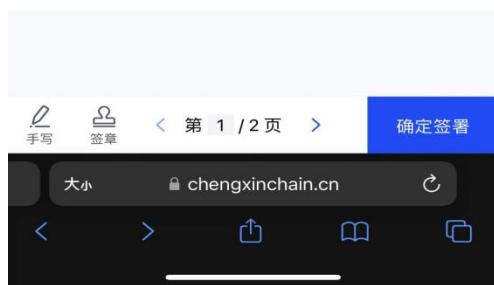 手写
签章
第 1 / 2 页
确定签署
大小
chengxinchain.cn